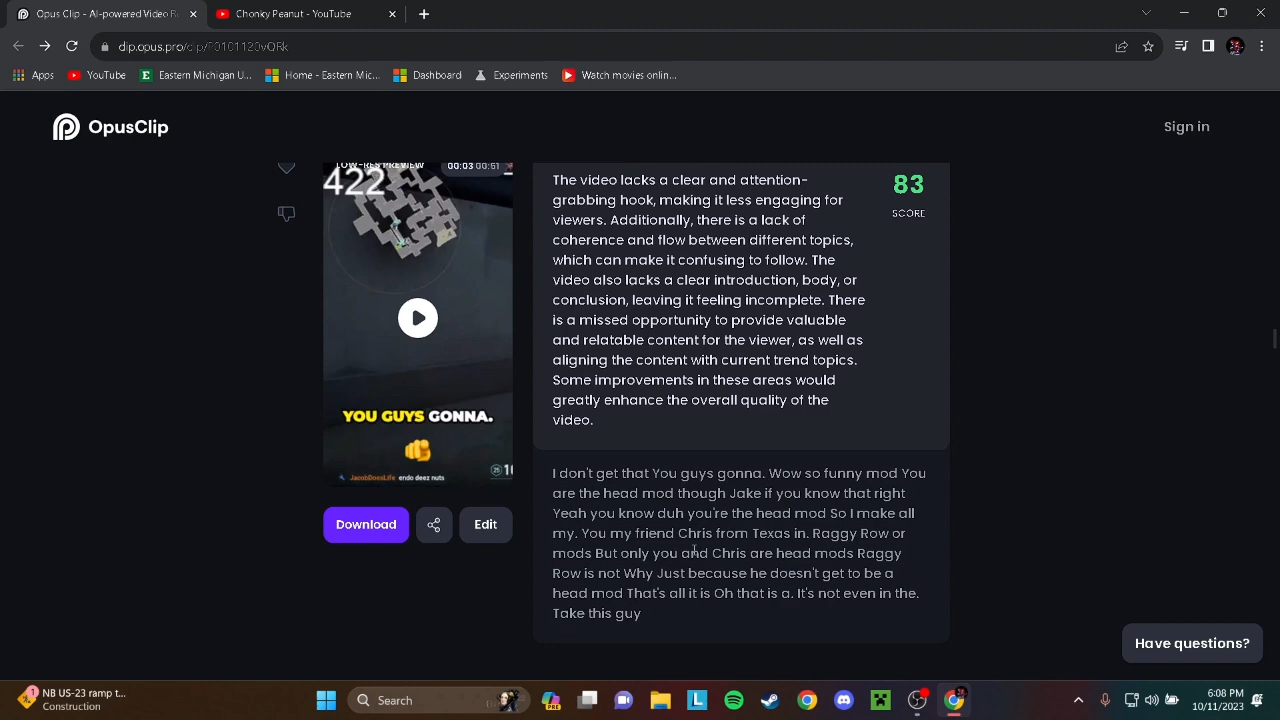 Opus Clip - AI-powered Video R
Chonky Peanut - YouTube
Apps
YouTube
Eastern Michigan U...
Home - Eastern Mic...
Dashboard
Experiments
Watch movies onlin...
OpusClip
Sign in
LOW-RES PREVIEW
00:03 00:51
422
The video lacks a clear and attention-
grabbing hook, making it less engaging for
viewers. Additionally, there is a lack of
coherence and flow between different topics,
which can make it confusing to follow. The
video also lacks a clear introduction, body, or
conclusion, leaving it feeling incomplete. There
is a missed opportunity to provide valuable
and relatable content for the viewer, as well as
aligning the content with current trend topics.
Some improvements in these areas would
greatly enhance the overall quality of the
video.
83
SCORE
YOU GUYS GONNA.
JacobDnesLife endo deez nuts
Download
Edit
I don't get that You guys gonna. Wow so funny mod You
are the head mod though Jake if you know that right
Yeah you know duh you're the head mod So I make all
my. You my friend Chris from Texas in. Raggy Row or
mods But only you and Chris are head mods Raggy
Row is not Why Just because he doesn't get to be a
head mod That's all it is Oh that is a. It's not even in the.
Take this guy
Have questions?
NB US-23 ramp t...
Construction
Search
PRE
6:08 PM
10/11/2023